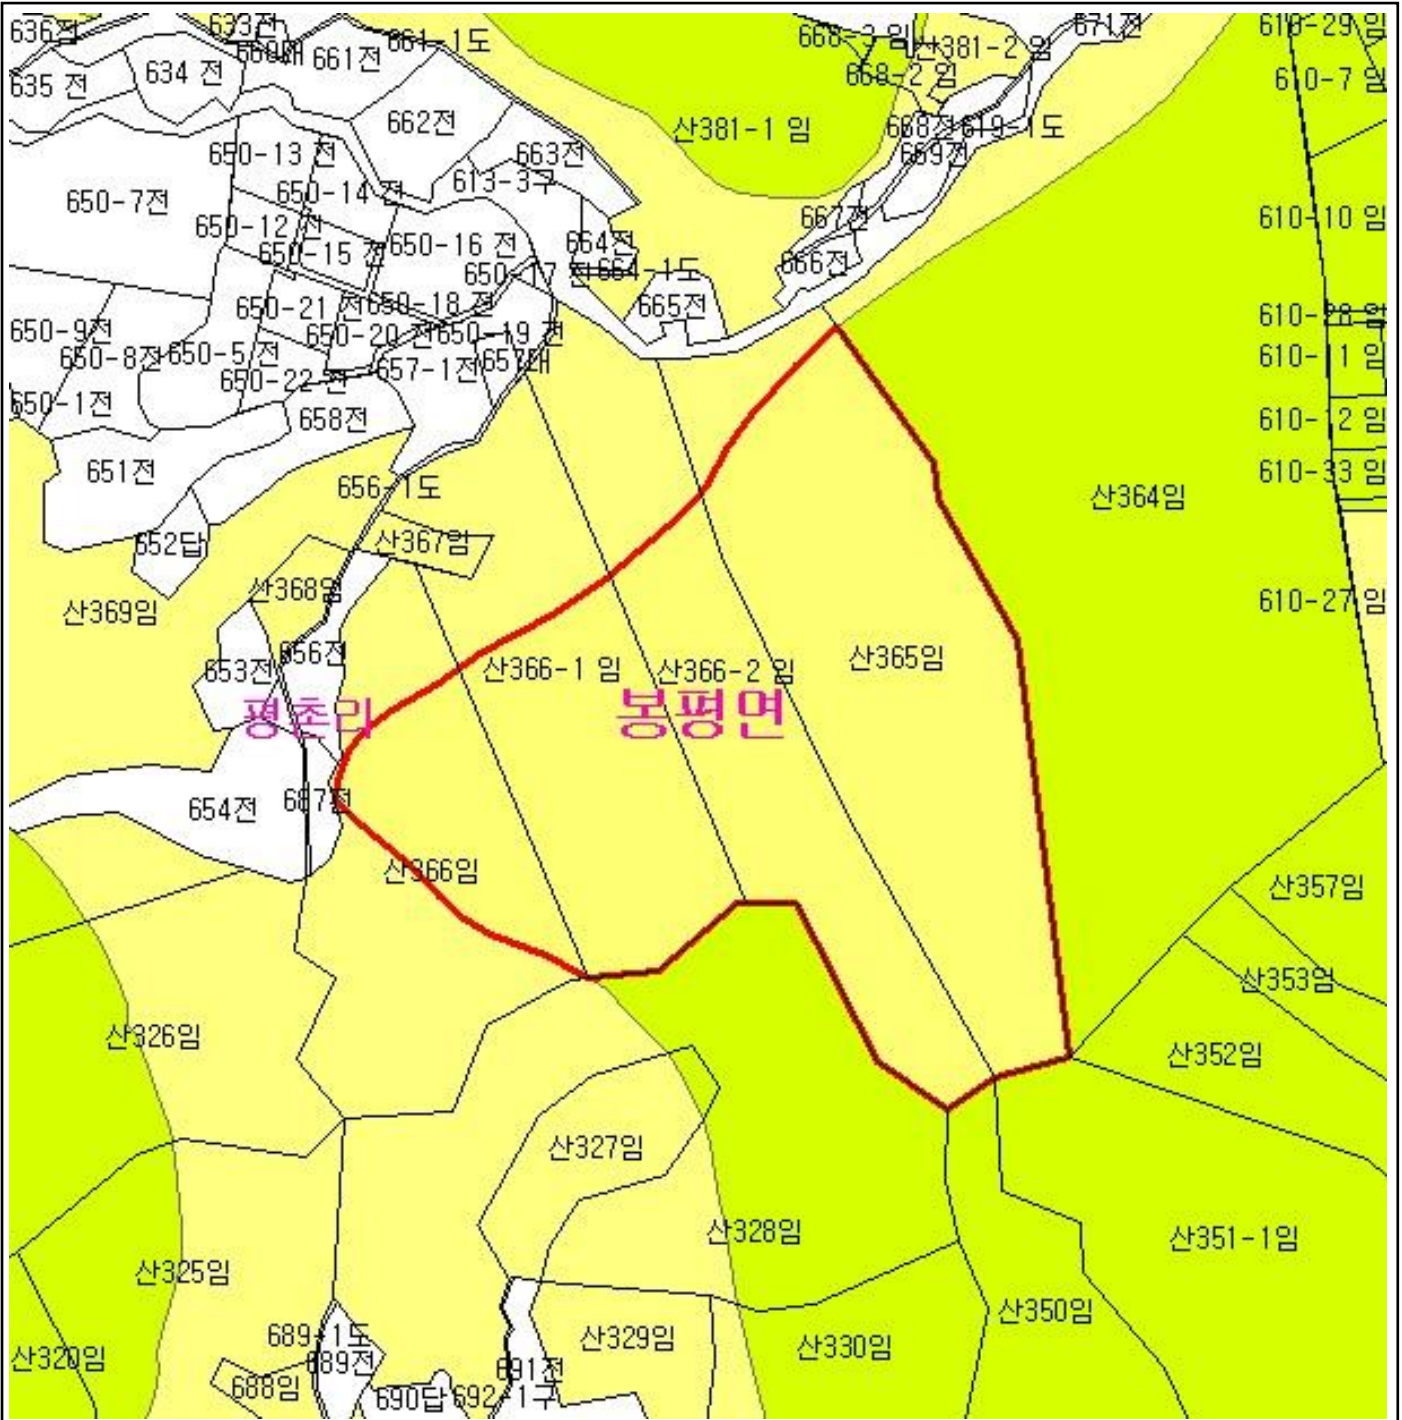 636전
633전
660대
661전
661-1도
668-3 임
산381-2 임
671전
610-29 임
635 전
634 전
668-2 임
610-7 임
662전
산381-1 임
668전
619-1도
650-13 전
663전
669전
650-7전
650-14 전
613-3구
667전
610-10 임
650-12 전
650-15 전
650-16 전
664전
650-17 전
664-1도
666전
650-21 전
650-18 전
665전
610-28 임
650-9전
650-8전
650-5 전
650-20 전
650-19 전
610-11 임
650-1전
650-22 전
657-1전
657대
658전
610-12 임
651전
656-1도
610-33 임
산364임
652답
산367임
산369임
산368임
610-27 임
653전
656전
산366-1 임
산366-2 임
산365임
평촌리
봉평면
654전
687전
산366임
산357임
산353임
산326임
산352임
산327임
산328임
산351-1임
산325임
산350임
689-1도
산329임
산330임
산320임
689전
688임
691전
690답
692-1구